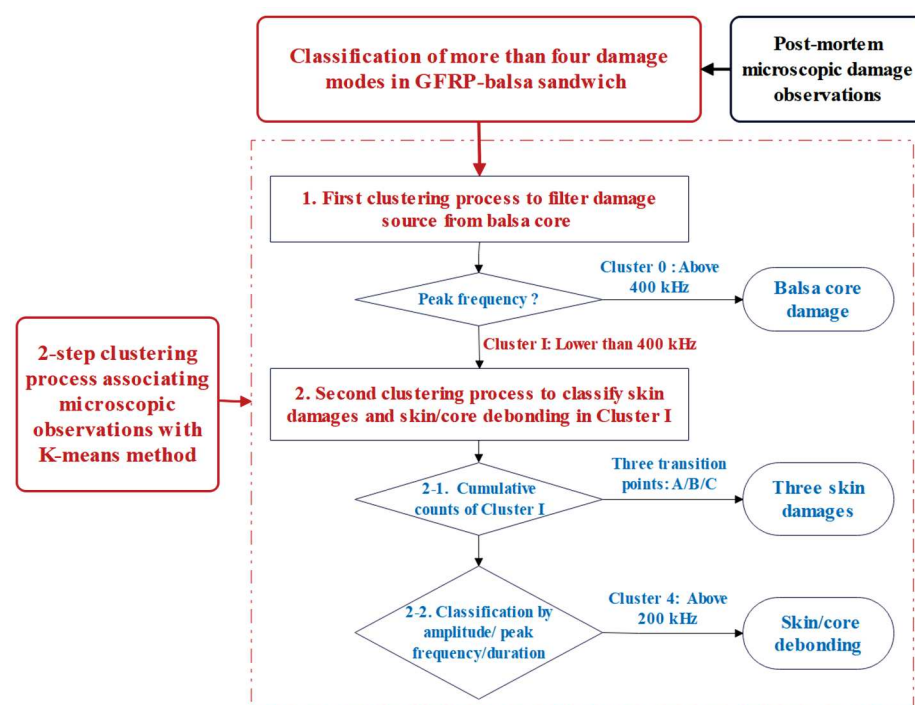 Classification of more than four damage
modes in GFRP-balsa sandwich
Post-mortem
microscopic damage
observations
1. First clustering process to filter damage
source from balsa core
Peak frequency ?
Cluster 0 : Above
400 kHz
Balsa core
damage
Cluster I: Lower than 400 kHz
2-step clustering
process associating
microscopic
observations with
K-means method
2. Second clustering process to classify skin
damages and skin/core debonding in Cluster I
2-1. Cumulative
counts of Cluster I
Three transition
points: A/B/C
Three skin
damages
2-2. Classification by
amplitude/ peak
frequency/duration
Cluster 4: Above
200 kHz
Skin/core
debonding